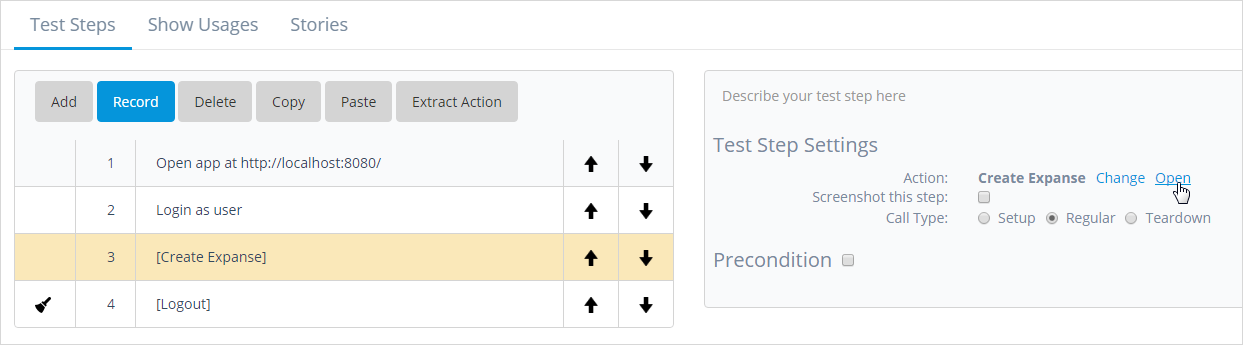 Test Steps Show Usages Stories
Add Record Delete Copy Paste Extract Action
1 Open app at http://localhost:8080/
2 Login as user
3 [Create Expanse]
4 [Logout]
Describe your test step here
Test Step Settings
Action: Create Expanse Change Open
Screenshot this step:
Call Type: Setup Regular Teardown
Precondition